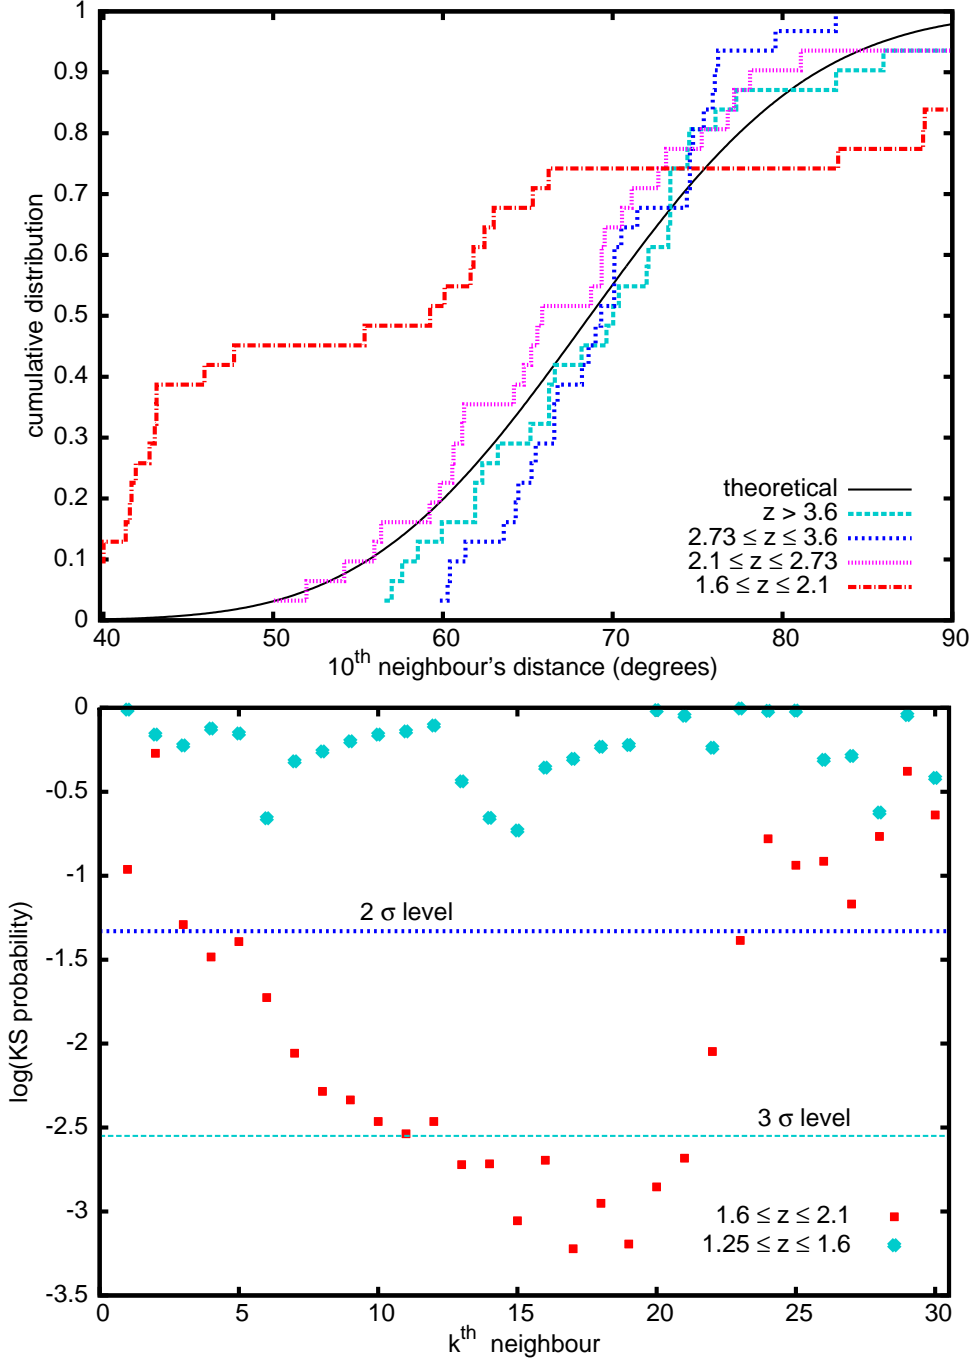 1
0.9
0.8
0.7
0.6
0.5
0.4
0.3
0.2
0.1
0
cumulative distribution
theoretical
z > 3.6
2.73 ≤ z ≤ 3.6
2.1 ≤ z ≤ 2.73
1.6 ≤ z ≤ 2.1
40 50 60 70 80 90
10th neighbour's distance (degrees)
0
-0.5
-1
-1.5
-2
-2.5
-3
-3.5
log(KS probability)
2 σ level
3 σ level
1.6 ≤ z ≤ 2.1
1.25 ≤ z ≤ 1.6
0 5 10 15 20 25 30
kth neighbour